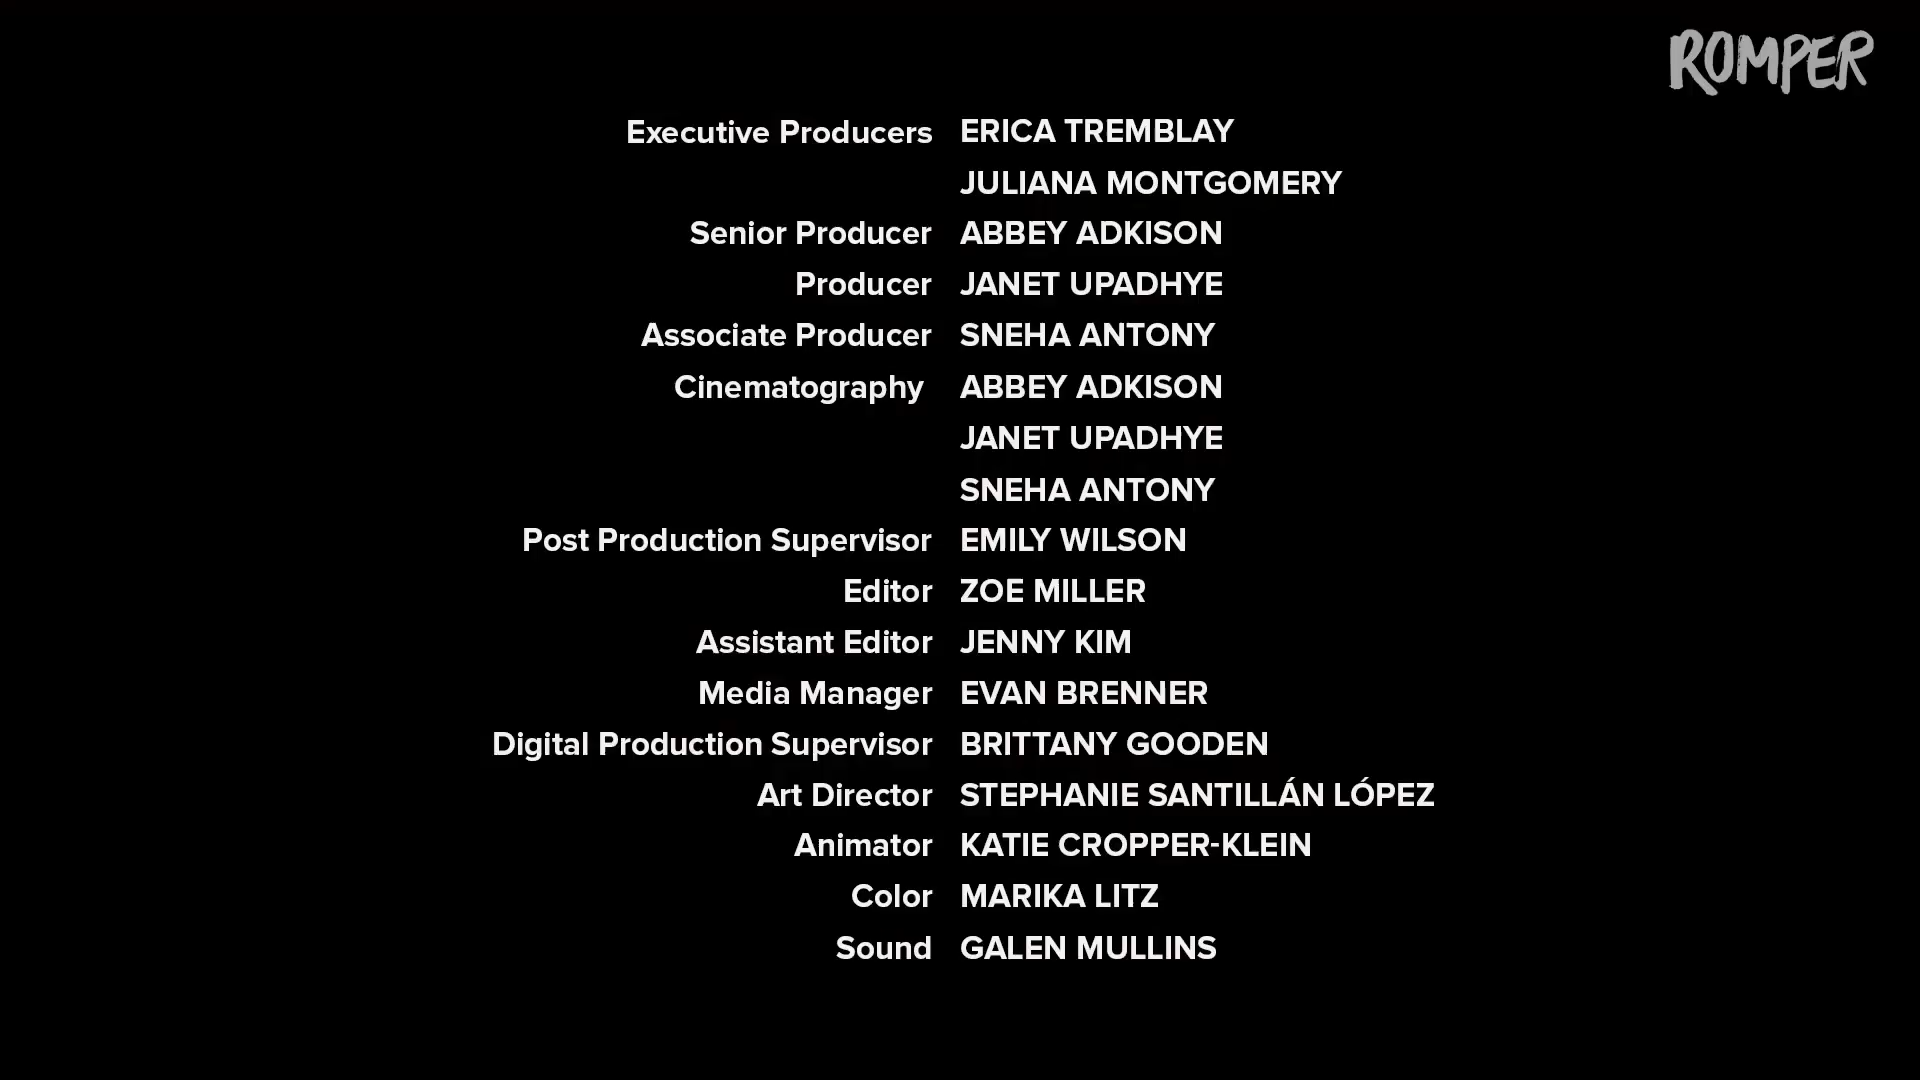 ROMPER
Executive Producers ERICA TREMBLAY
JULIANA MONTGOMERY
Senior Producer ABBEY ADKISON
Producer JANET UPADHYE
Associate Producer SNEHA ANTONY
Cinematography ABBEY ADKISON
JANET UPADHYE
SNEHA ANTONY
Post Production Supervisor EMILY WILSON
Editor ZOE MILLER
Assistant Editor JENNY KIM
Media Manager EVAN BRENNER
Digital Production Supervisor BRITTANY GOODEN
Art Director STEPHANIE SANTILLÁN LÓPEZ
Animator KATIE CROPPER-KLEIN
Color MARIKA LITZ
Sound GALEN MULLINS